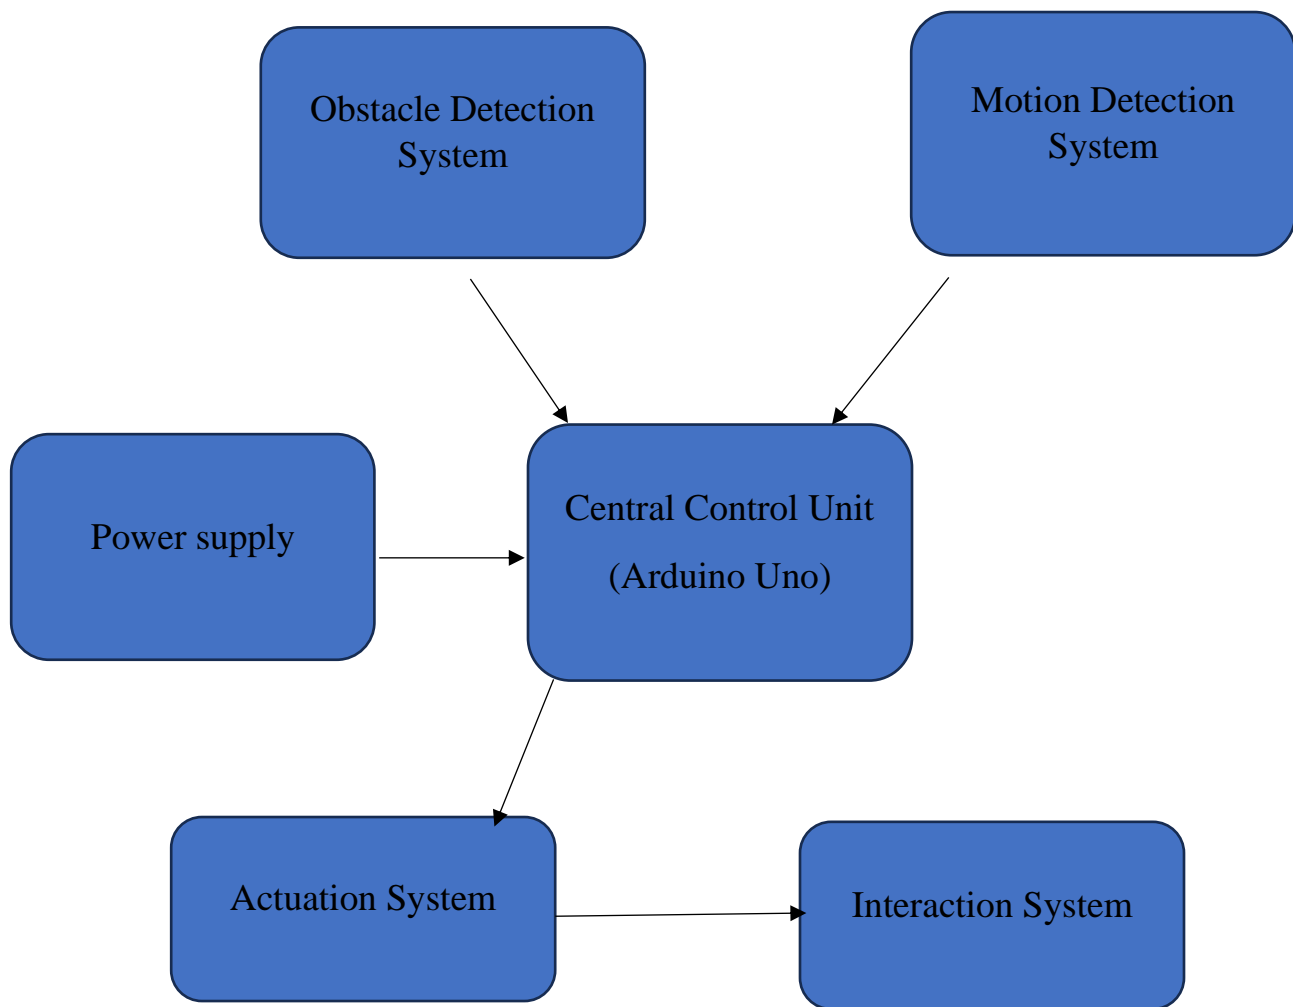 Obstacle Detection
System
Motion Detection
System
Power supply
Central Control Unit
(Arduino Uno)
Actuation System
Interaction System